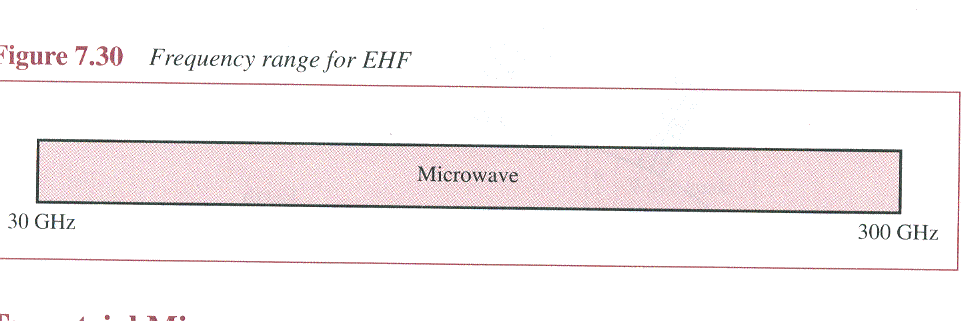 Figure 7.30 Frequency range for EHF
Microwave
30 GHz
300 GHz